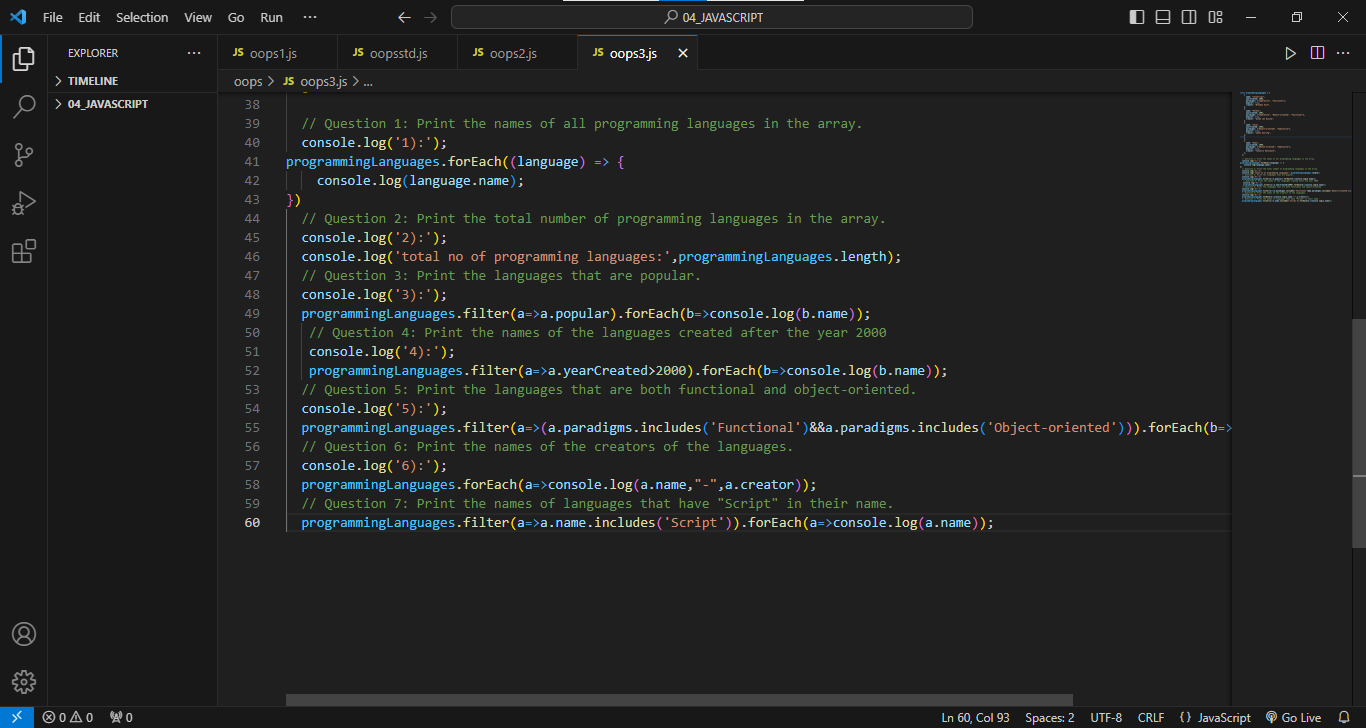 File Edit Selection View Go Run ···
04_JAVASCRIPT
EXPLORER ···
TIMELINE
04_JAVASCRIPT
JS oops1.js
JS oopsstd.js
JS oops2.js
JS oops3.js
oops > JS oops3.js > ...
38
39 // Question 1: Print the names of all programming languages in the array.
40 console.log('1):');
41 programmingLanguages.forEach((language) => {
42 console.log(language.name);
43 })
44 // Question 2: Print the total number of programming languages in the array.
45 console.log('2):');
46 console.log('total no of programming languages:',programmingLanguages.length);
47 // Question 3: Print the languages that are popular.
48 console.log('3):');
49 programmingLanguages.filter(a=>a.popular).forEach(b=>console.log(b.name));
50 // Question 4: Print the names of the languages created after the year 2000
51 console.log('4):');
52 programmingLanguages.filter(a=>a.yearCreated>2000).forEach(b=>console.log(b.name));
53 // Question 5: Print the languages that are both functional and object-oriented.
54 console.log('5):');
55 programmingLanguages.filter(a=>(a.paradigms.includes('Functional')&&a.paradigms.includes('Object-oriented'))).forEach(b=>
56 // Question 6: Print the names of the creators of the languages.
57 console.log('6):');
58 programmingLanguages.forEach(a=>console.log(a.name,"-",a.creator));
59 // Question 7: Print the names of languages that have "Script" in their name.
60 programmingLanguages.filter(a=>a.name.includes('Script')).forEach(a=>console.log(a.name));
0 0 0
Ln 60, Col 93 Spaces: 2 UTF-8 CRLF {} JavaScript Go Live